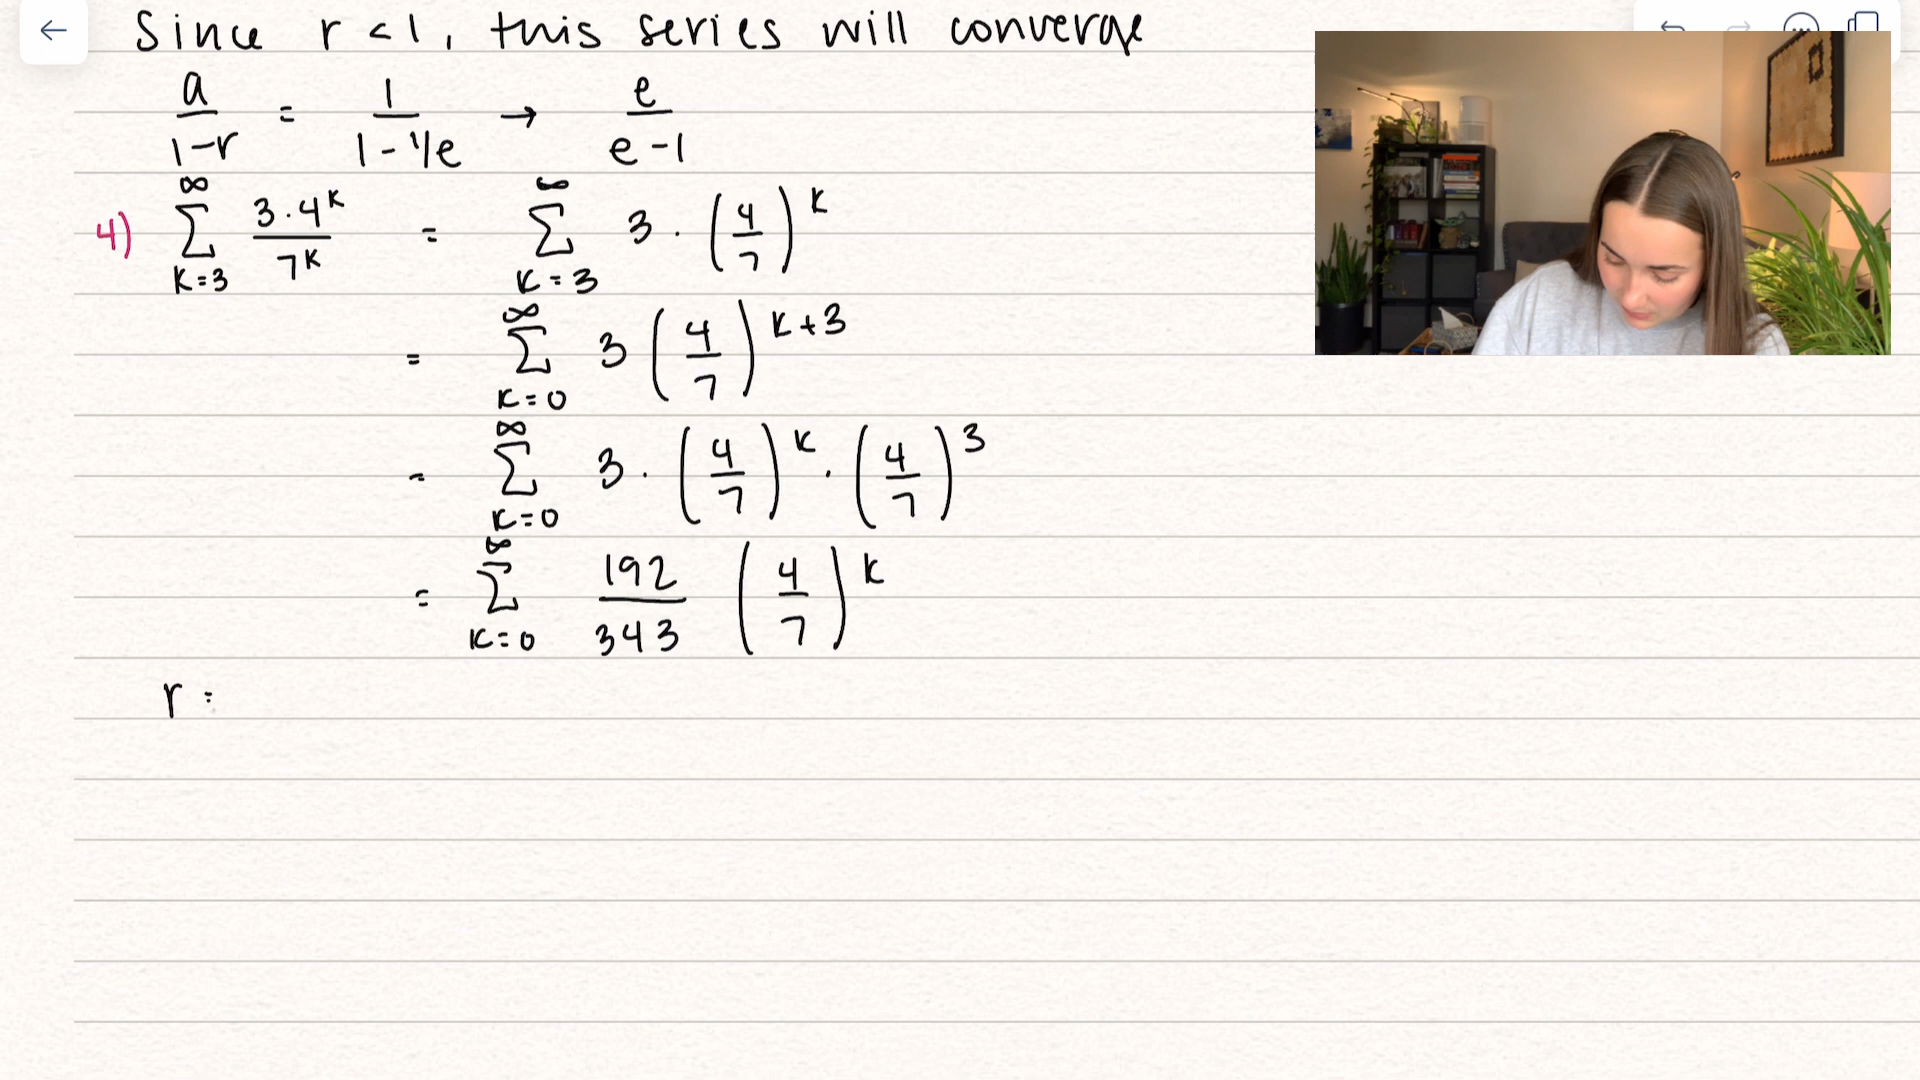 Since r < 1, this series will converge
a/(1-r) = 1/(1-1/e) → e/(e-1)
4) ∞∑K=3 3·4^K/7^K = ∞∑K=3 3·(4/7)^K
= ∞∑K=0 3(4/7)^K+3
= ∞∑K=0 3·(4/7)^K·(4/7)^3
= ∞∑K=0 192/343 (4/7)^K
r =